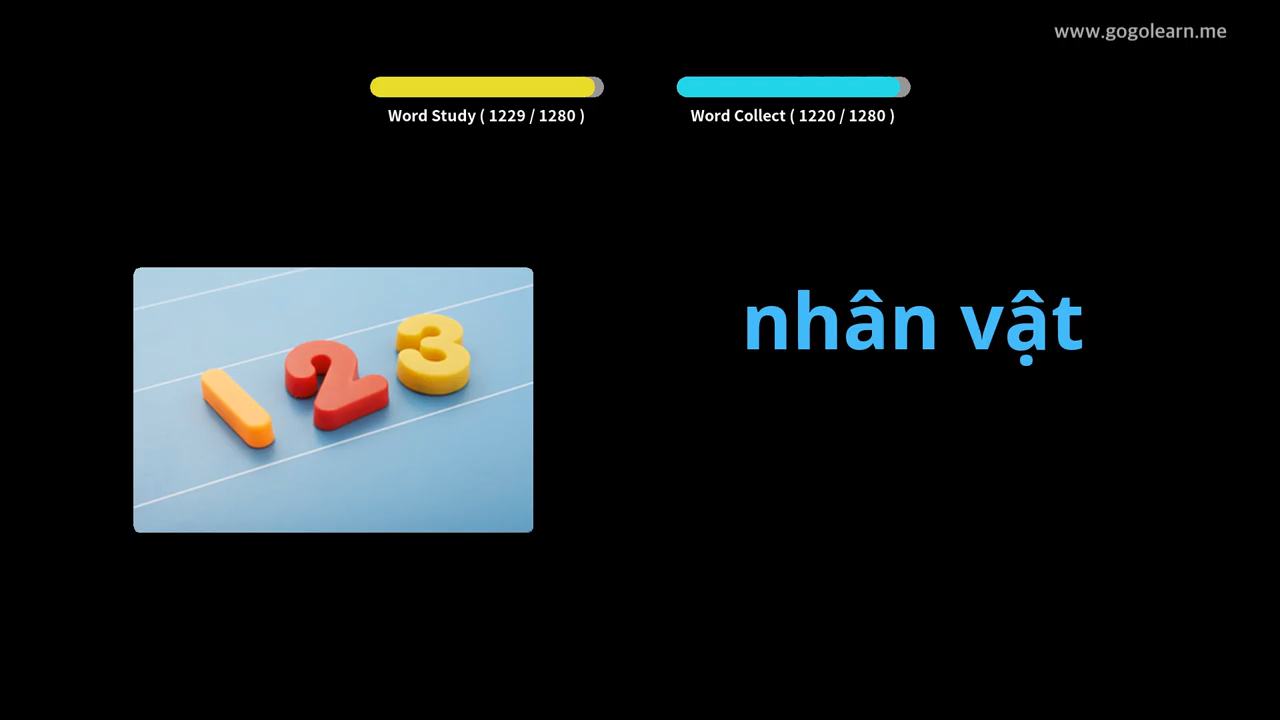 www.gogolearn.me
Word Study ( 1229 / 1280 )
Word Collect ( 1220 / 1280 )
1 2 3
nhân vật